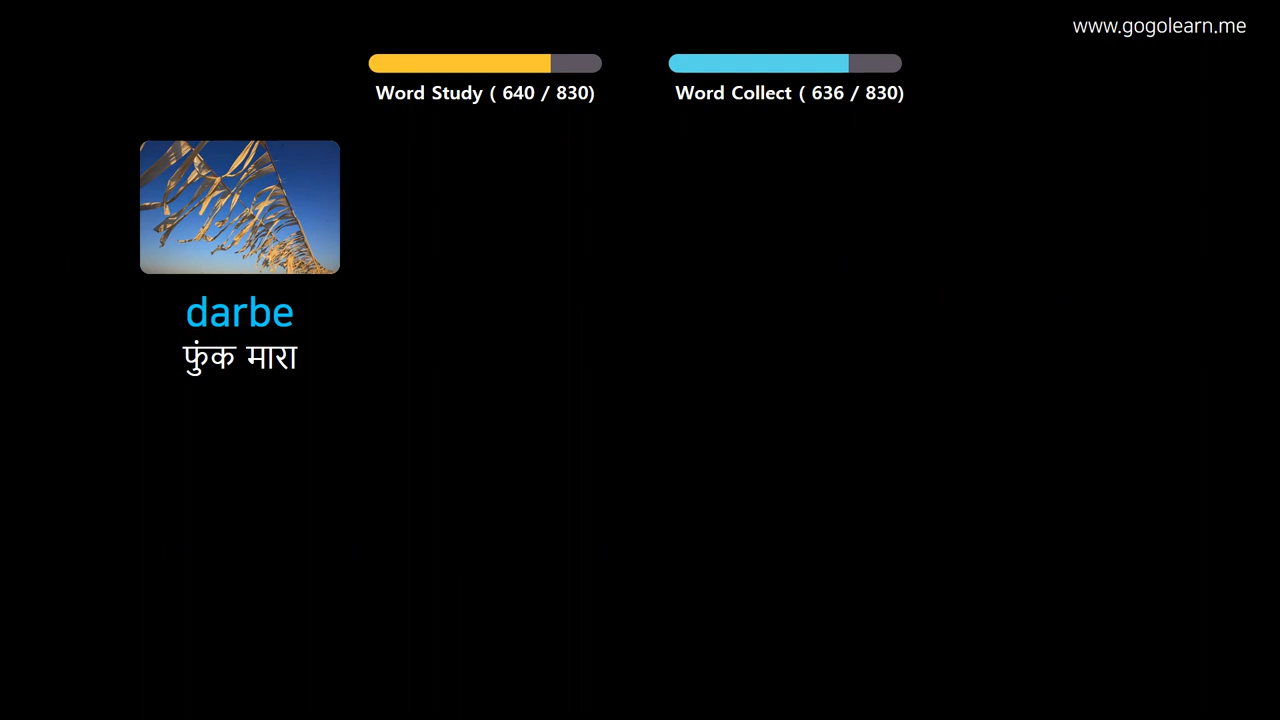 www.gogolearn.me
Word Study ( 640 / 830)
Word Collect ( 636 / 830)
darbe
फुंक मारा